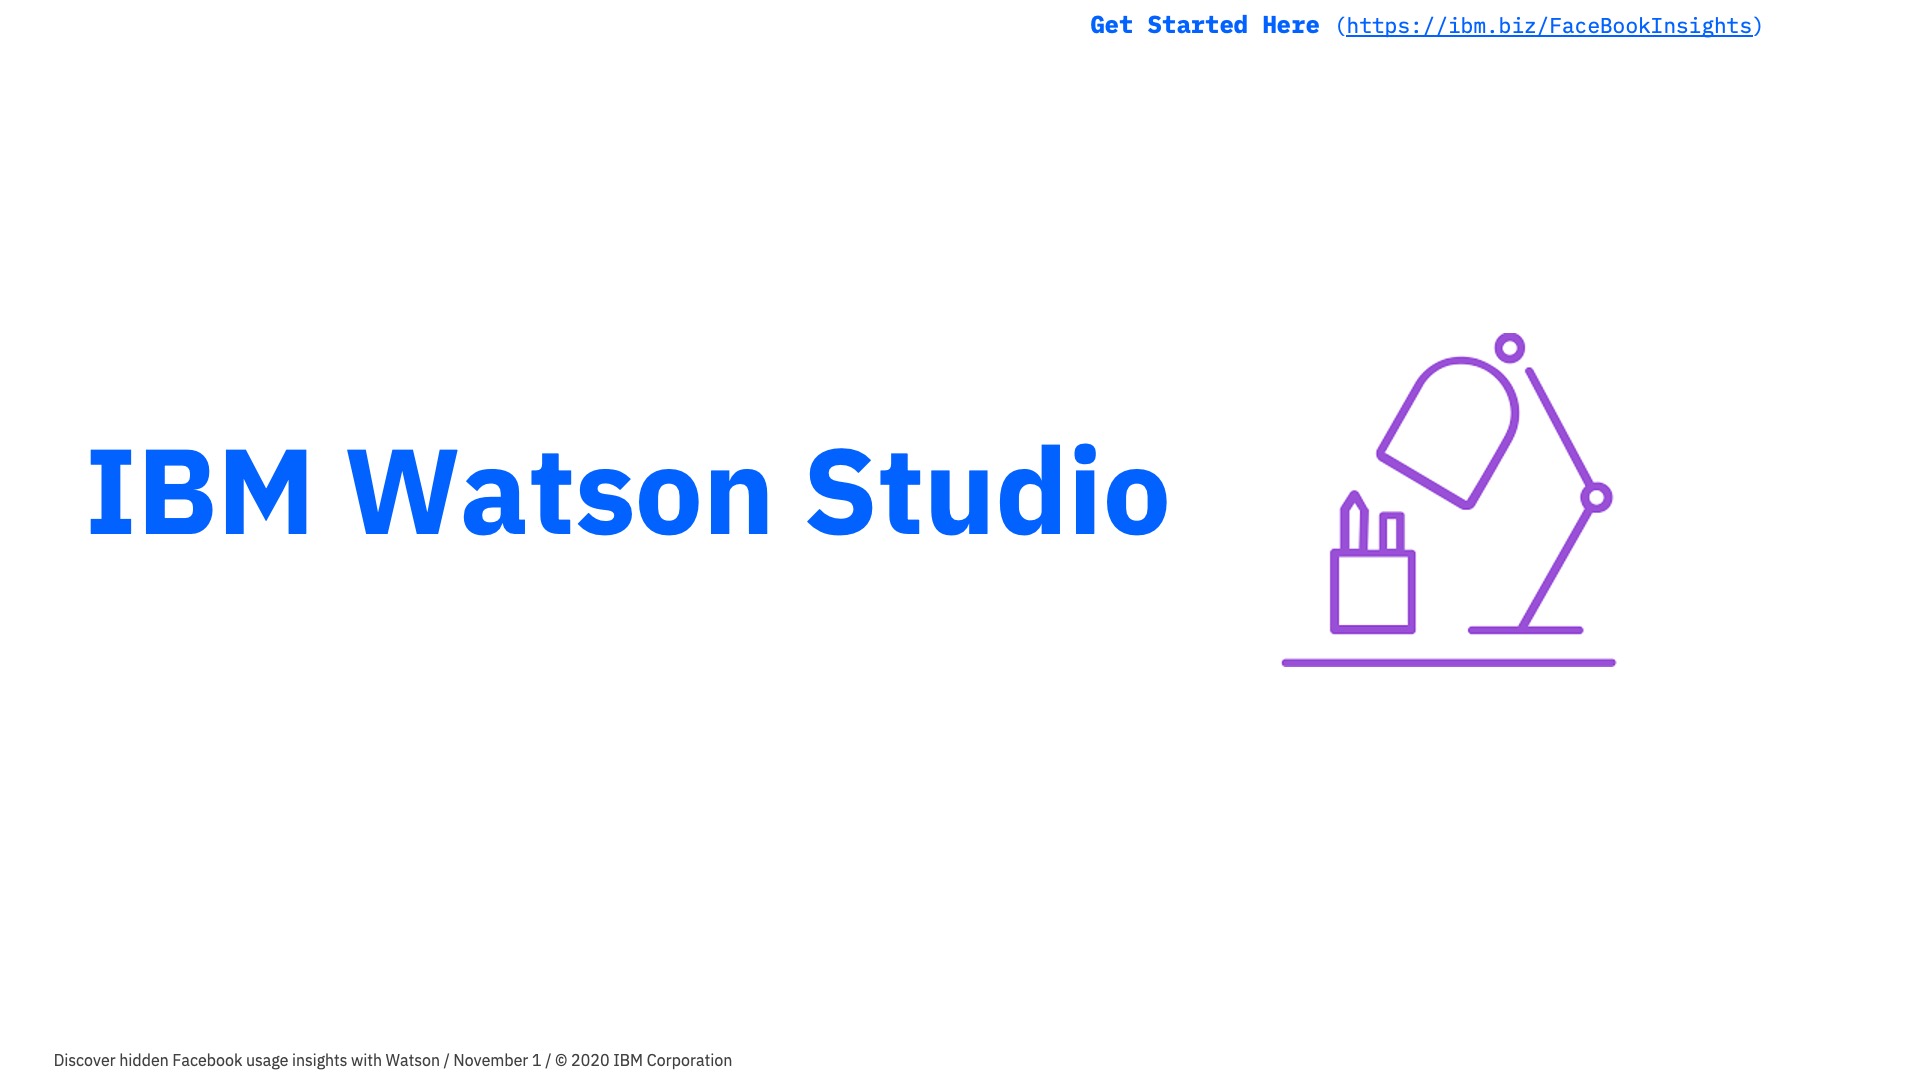 Get Started Here (https://ibm.biz/FaceBookInsights)
IBM Watson Studio
Discover hidden Facebook usage insights with Watson / November 1 / © 2020 IBM Corporation